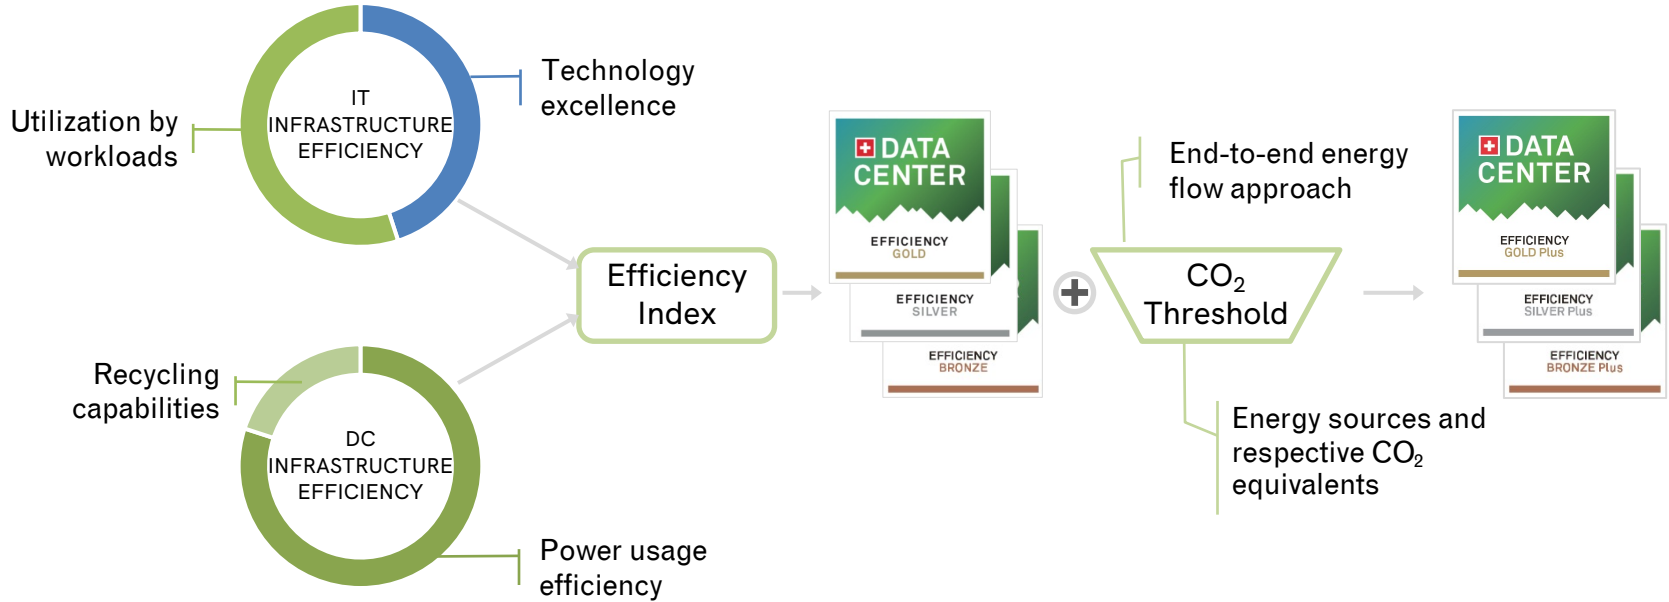 IT
INFRASTRUCTURE
EFFICIENCY
Technology
excellence
Utilization by
workloads
Recycling
capabilities
DC
INFRASTRUCTURE
EFFICIENCY
Power usage
efficiency
Efficiency
Index
DATA
CENTER
EFFICIENCY
GOLD
EFFICIENCY
SILVER
EFFICIENCY
BRONZE
End-to-end energy
flow approach
CO₂
Threshold
Energy sources and
respective CO₂
equivalents
DATA
CENTER
EFFICIENCY
GOLD Plus
EFFICIENCY
SILVER Plus
EFFICIENCY
BRONZE Plus